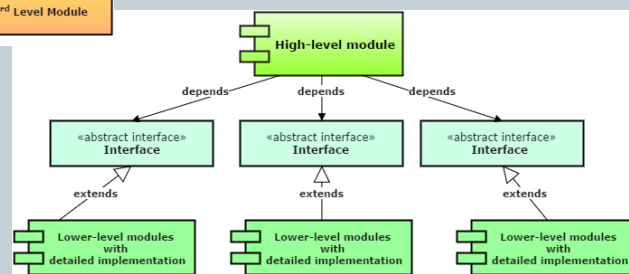 rd Level Module
High-level module
depends
depends
depends
«abstract interface»
Interface
«abstract interface»
Interface
«abstract interface»
Interface
extends
extends
extends
Lower-level modules
with
detailed implementation
Lower-level modules
with
detailed implementation
Lower-level modules
with
detailed implementation